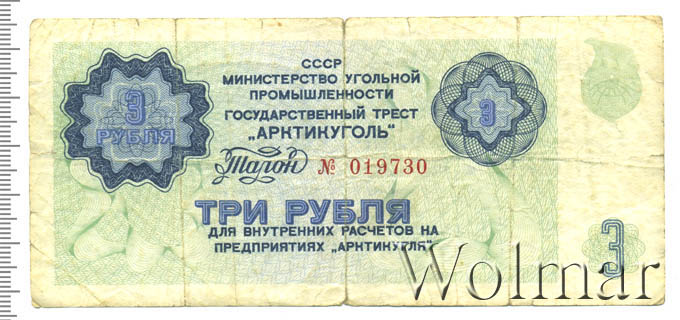 3
РУБЛЯ
СССР
МИНИСТЕРСТВО УГОЛЬНОЙ
ПРОМЫШЛЕННОСТИ
ГОСУДАРСТВЕННЫЙ ТРЕСТ
„АРКТИКУГОЛЬ"
Талон № 019730
3
ТРИ РУБЛЯ
ДЛЯ ВНУТРЕННИХ РАСЧЕТОВ НА
ПРЕДПРИЯТИЯХ „АРКТИКУГЛЯ"
3
Wolmar